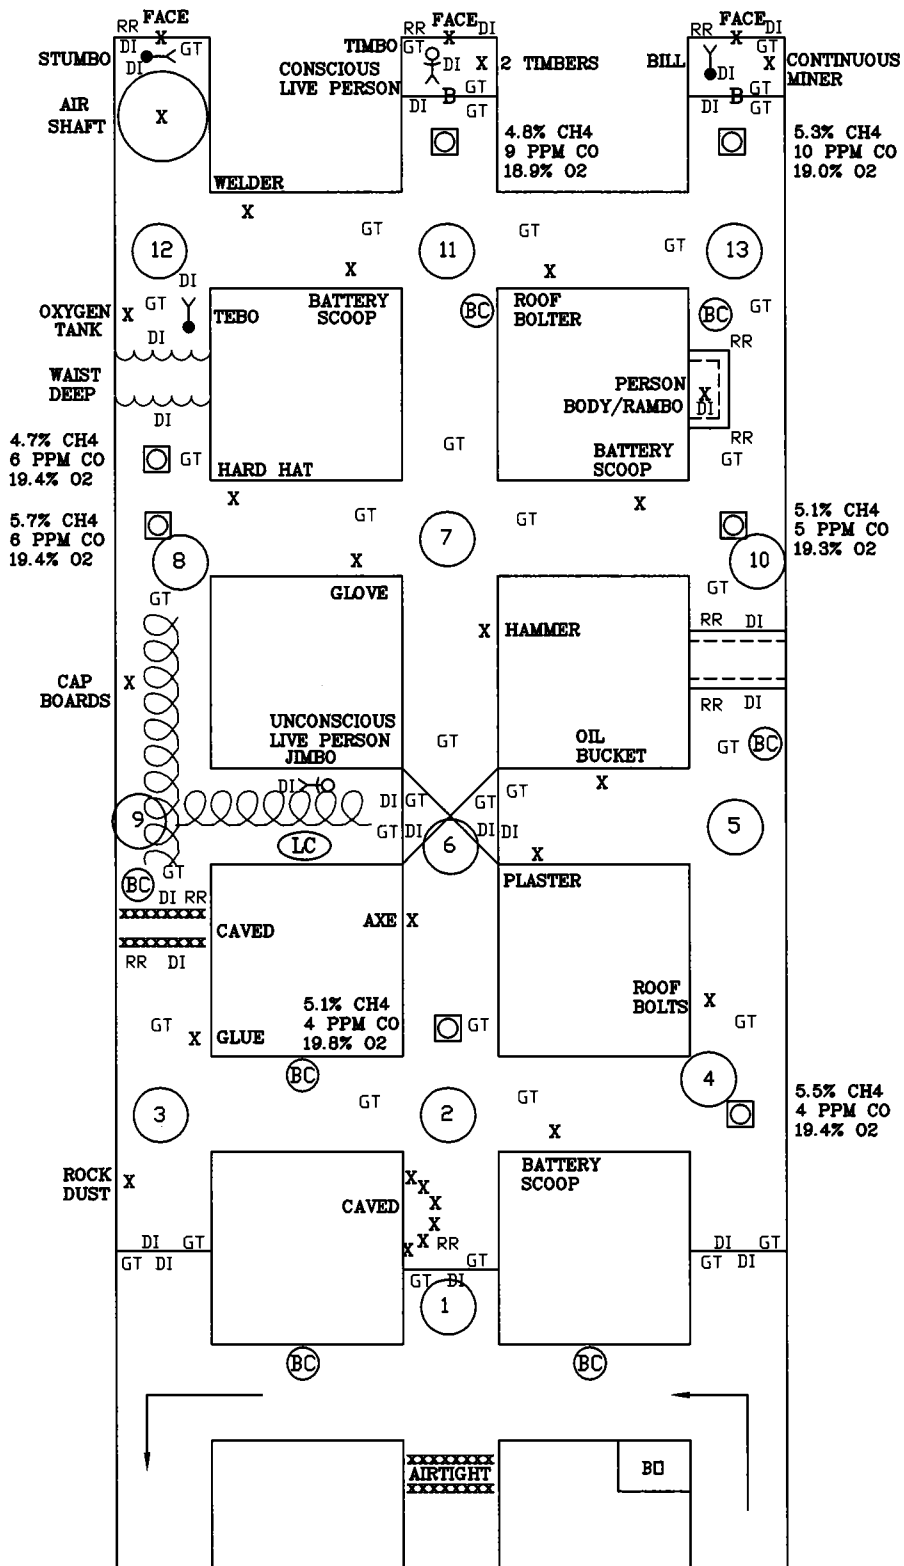 FACE
RR
DI
GT
STUMBO
DI
AIR
SHAFT
X
X
FACE
DI
TIMBO
GT
X
CONSCIOUS
LIVE PERSON
DI
X
2 TIMBERS
B
DI
GT
4.8% CH4
9 PPM CO
18.9% O2
FACE
RR
DI
X
GT
BILL
DI
X
CONTINUOUS
MINER
GT
DI
B
GT
5.3% CH4
10 PPM CO
19.0% O2
WELDER
X
GT
GT
GT
12
11
13
DI
X
BATTERY
SCOOP
X
ROOF
BOLTER
BC
BC
GT
OXYGEN
TANK
X
GT
TEBO
DI
RR
WAIST
DEEP
DI
PERSON
BODY/RAMBO
X
DI
RR
4.7% CH4
6 PPM CO
19.4% O2
GT
GT
HARD HAT
X
BATTERY
SCOOP
X
GT
5.7% CH4
6 PPM CO
19.4% O2
GT
7
GT
5.1% CH4
5 PPM CO
19.3% O2
8
10
GT
X
GLOVE
GT
X
HAMMER
RR
DI
CAP
BOARDS
X
RR
DI
UNCONSCIOUS
LIVE PERSON
JIMBO
GT
OIL
BUCKET
X
GT
BC
DI
DI
GT
GT
GT
9
LC
GT
DI
6
DI
DI
5
GT
BC
DI
RR
X
PLASTER
XXXXXXXX
CAVED
XXXXXXXX
AXE
X
RR
DI
ROOF
BOLTS
X
5.1% CH4
4 PPM CO
19.8% O2
GT
GT
X
GLUE
GT
BC
4
3
GT
2
GT
5.5% CH4
4 PPM CO
19.4% O2
X
BATTERY
SCOOP
ROCK
DUST
X
CAVED
X
X
X
X
X
X
RR
DI
GT
GT
DI
GT
GT
DI
1
DI
GT
GT
DI
BC
BC
XXXXXXXX
AIRTIGHT
XXXXXXXX
BO